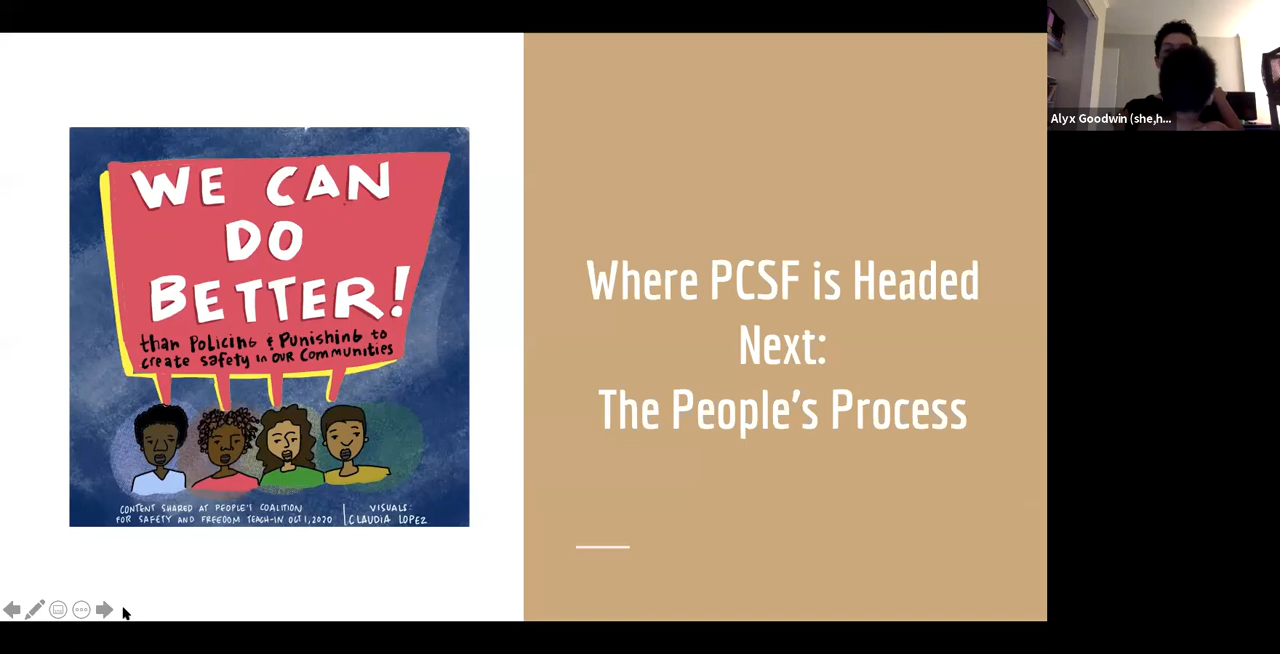 WE CAN
DO
BETTER!
than Policing & Punishing to
create safety in our Communities
CONTENT SHARED AT PEOPLE'S COALITION
FOR SAFETY AND FREEDOM TEACH-IN OCT 1, 2020
VISUALS:
CLAUDIA LOPEZ
Where PCSF is Headed
Next:
The People's Process
Alyx Goodwin (she,h...